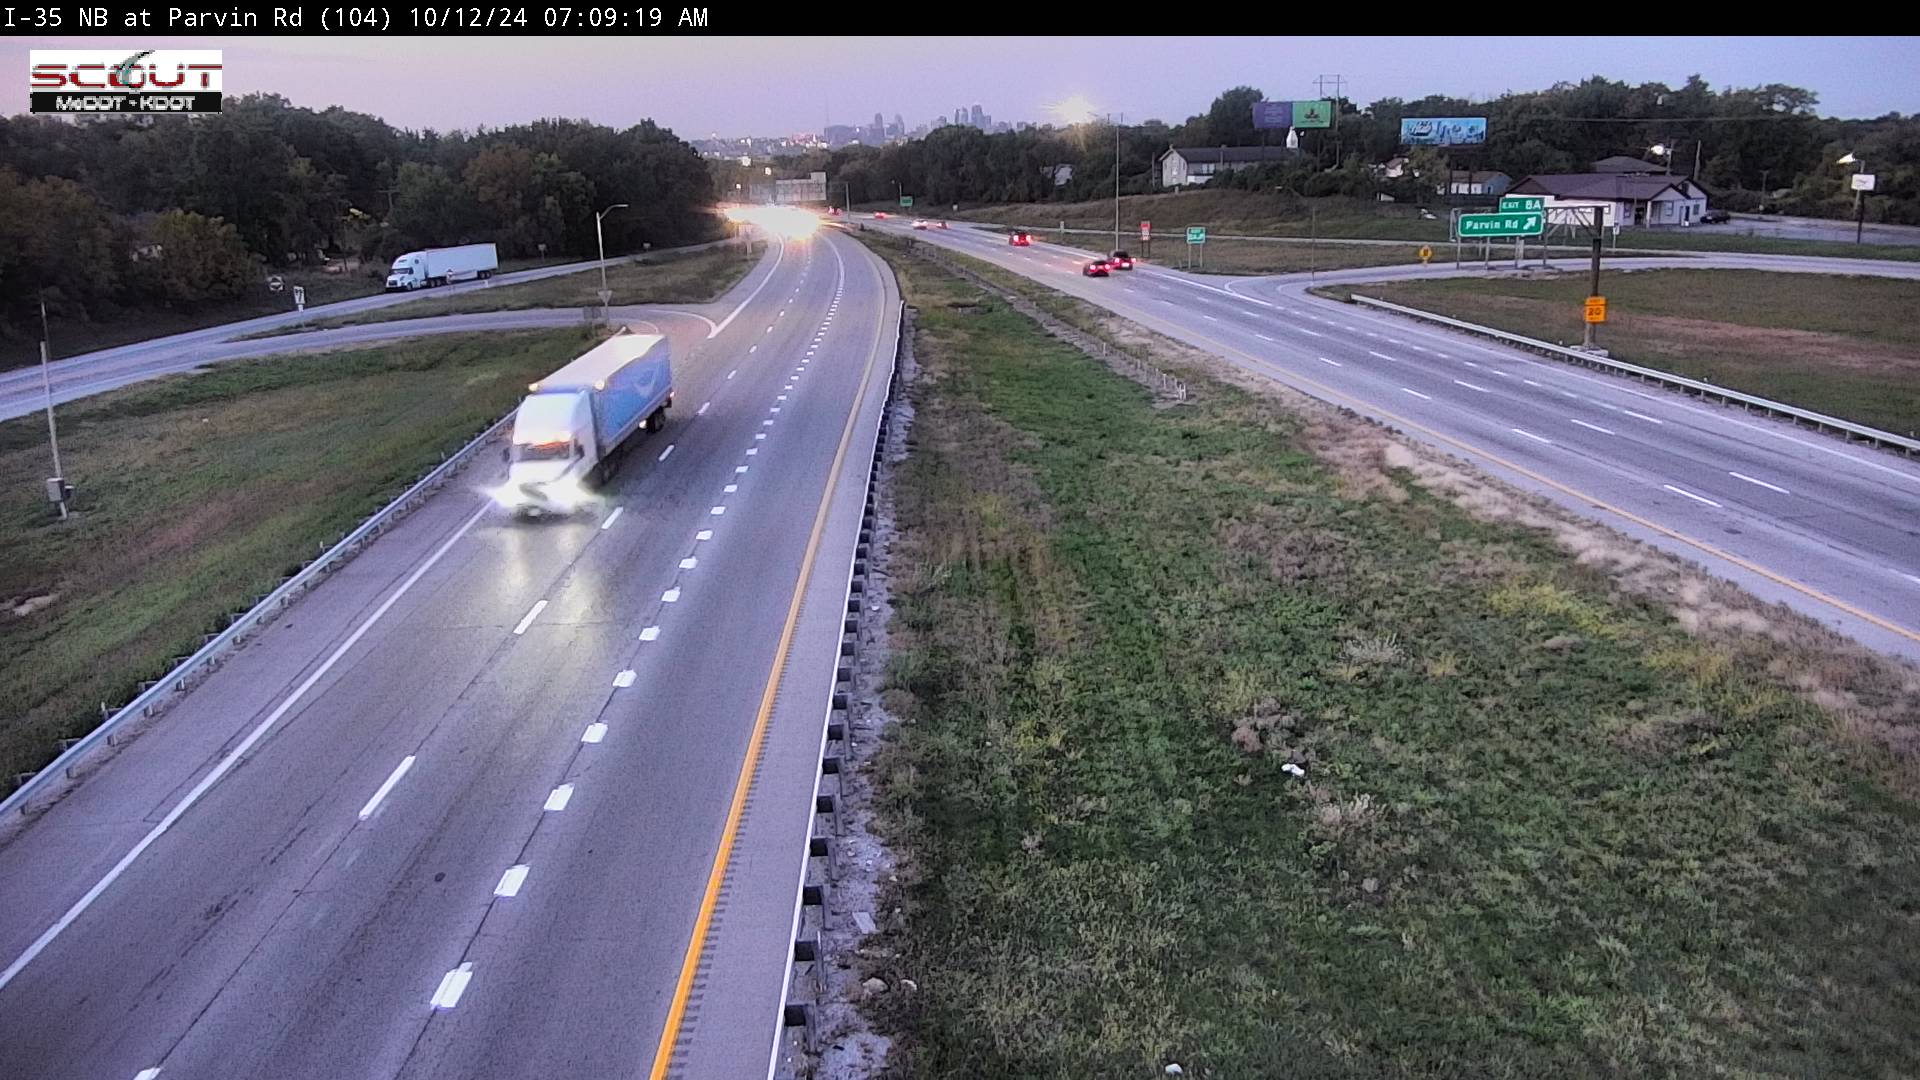 I-35 NB at Parvin Rd (104) 10/12/24 07:09:19 AM
SCOUT
MoDOT - KDOT
EXIT 8A
Parvin Rd
20